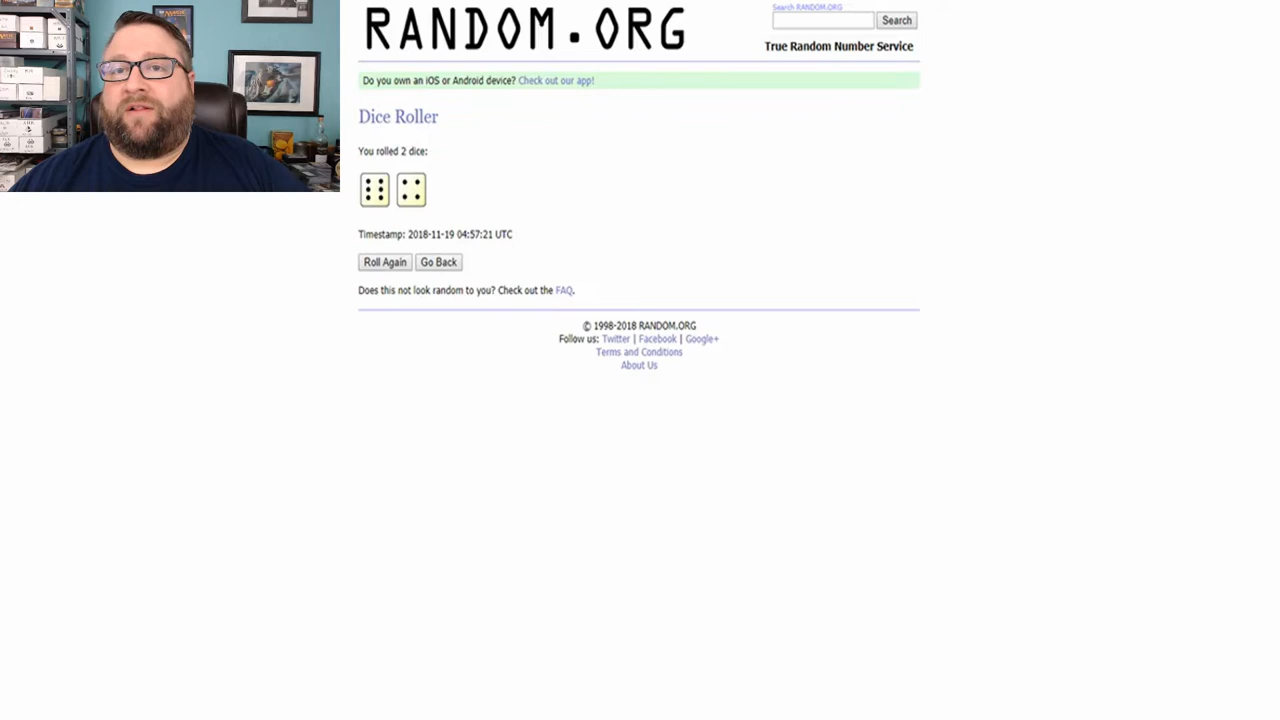 RANDOM.ORG
Search RANDOM.ORG
Search
True Random Number Service
Do you own an iOS or Android device? Check out our app!
Dice Roller
You rolled 2 dice:
Timestamp: 2018-11-19 04:57:21 UTC
Roll Again Go Back
Does this not look random to you? Check out the FAQ.
© 1998-2018 RANDOM.ORG
Follow us: Twitter | Facebook | Google+
Terms and Conditions
About Us